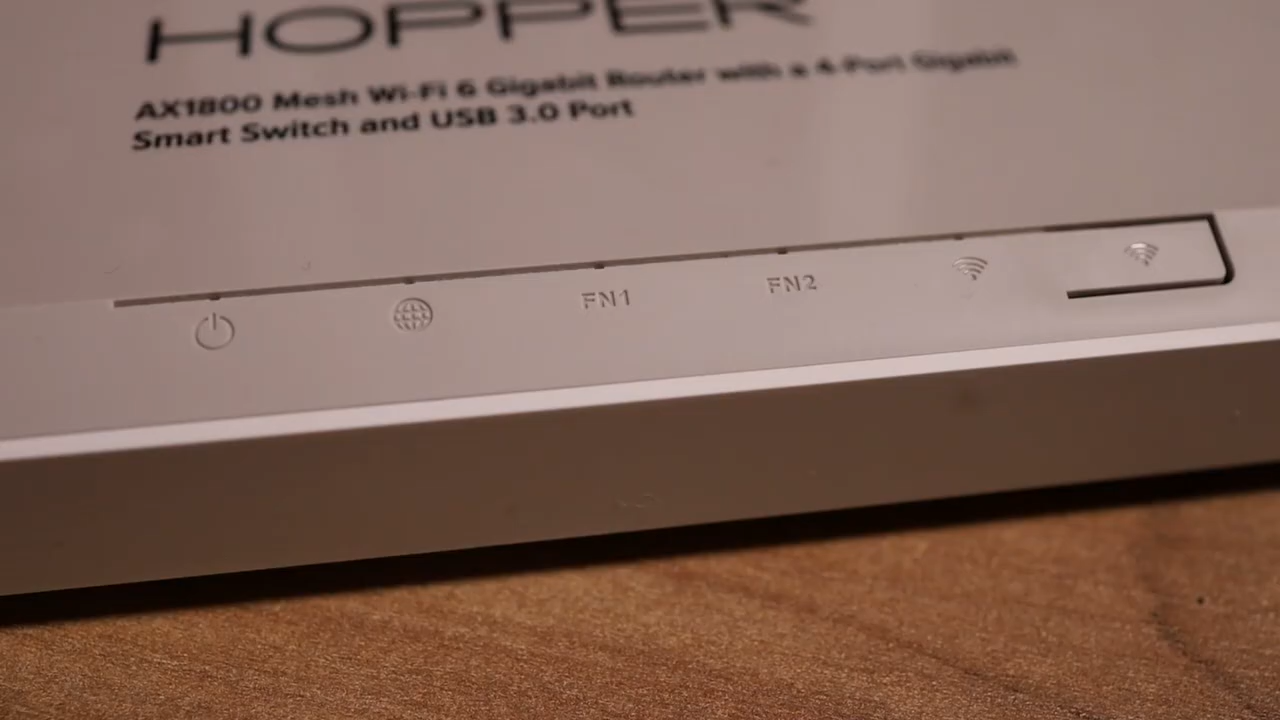 HOPPER
AX1800 Mesh Wi-Fi 6 Gigabit Router with a 4-Port Gigabit
Smart Switch and USB 3.0 Port
FN1 FN2